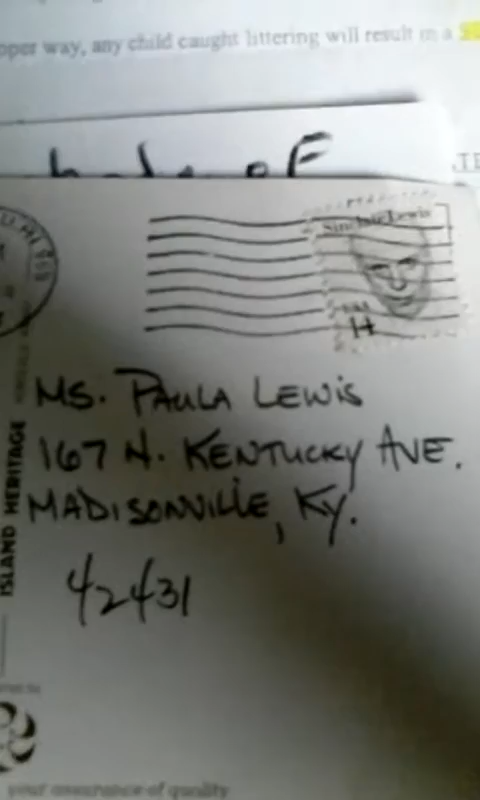 oper way, any child caught littering will result in a
of
Sinclair Lewis
MS. PAULA LEWIS
167 N. KENTUCKY AVE.
MADISONVILLE, KY.
42431
ISLAND HERITAGE
your assurance of quality